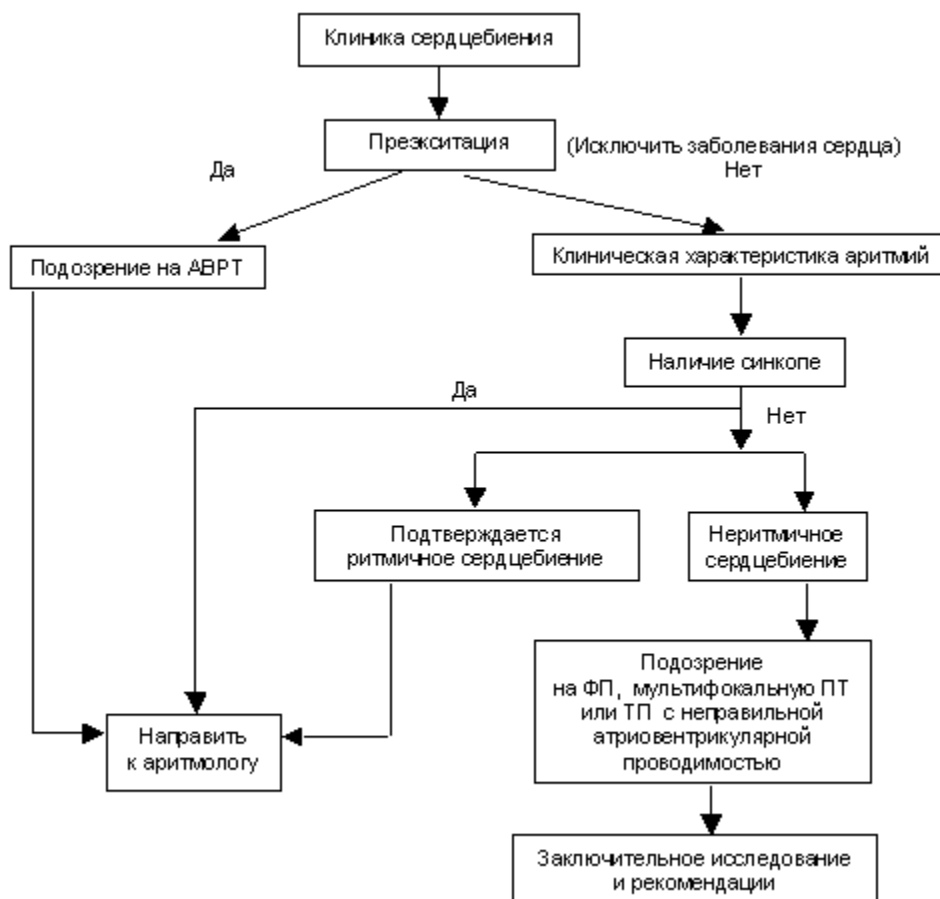 Клиника сердцебиения
Преэкситация
(Исключить заболевания сердца)
Да
Нет
Подозрение на АВРТ
Клиническая характеристика аритмий
Наличие синкопе
Да
Нет
Подтверждается
ритмичное сердцебиение
Неритмичное
сердцебиение
Подозрение
на ФП, мультифокальную ПТ
или ТП с неправильной
атриовентрикулярной
проводимостью
Направить
к аритмологу
Заключительное исследование
и рекомендации